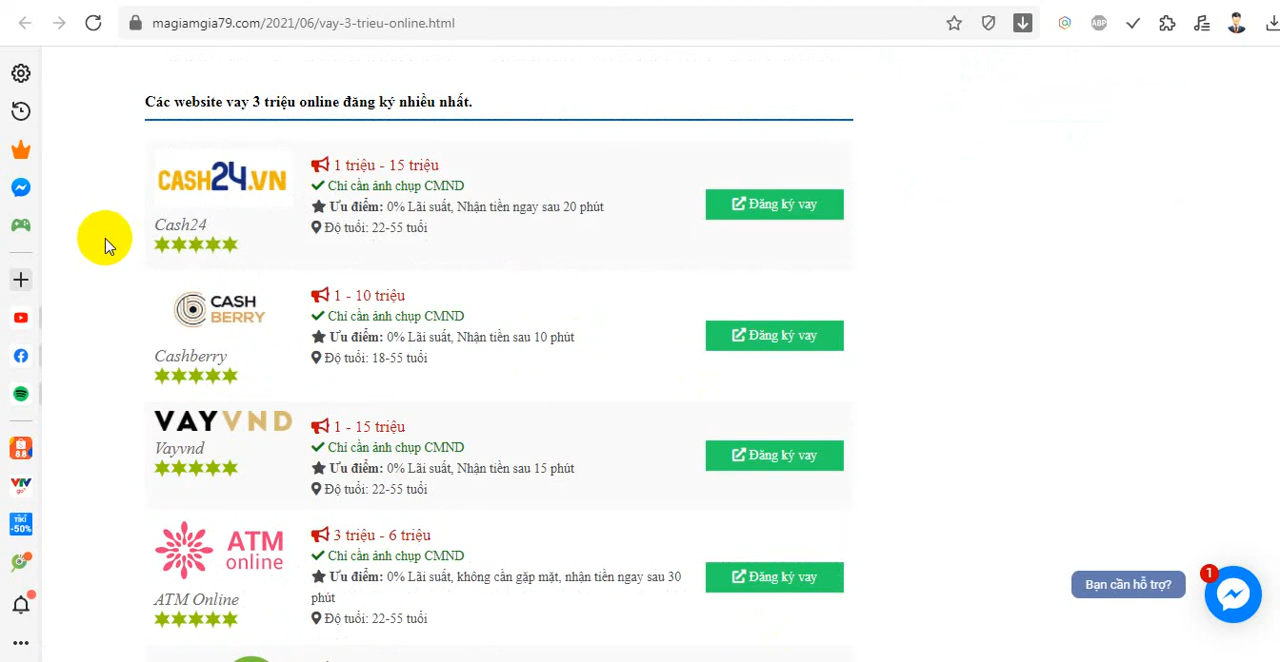 magiamgia79.com/2021/06/vay-3-trieu-online.html
ABP
Các website vay 3 triệu online đăng ký nhiều nhất.
CASH24.VN
Cash24
1 triệu - 15 triệu
Chỉ cần ảnh chụp CMND
Ưu điểm: 0% Lãi suất, Nhận tiền ngay sau 20 phút
Độ tuổi: 22-55 tuổi
Đăng ký vay
CASH
BERRY
Cashberry
1 - 10 triệu
Chỉ cần ảnh chụp CMND
Ưu điểm: 0% Lãi suất, Nhận tiền sau 10 phút
Độ tuổi: 18-55 tuổi
Đăng ký vay
VAYVND
Vayvnd
1 - 15 triệu
Chỉ cần ảnh chụp CMND
Ưu điểm: 0% Lãi suất, Nhận tiền sau 15 phút
Độ tuổi: 22-55 tuổi
Đăng ký vay
ATM
online
ATM Online
3 triệu - 6 triệu
Chỉ cần ảnh chụp CMND
Ưu điểm: 0% Lãi suất, không cần gặp mặt, nhận tiền ngay sau 30
phút
Độ tuổi: 22-55 tuổi
Đăng ký vay
8.8
VTV
go
TIKI
-50%
Bạn cần hỗ trợ?
1